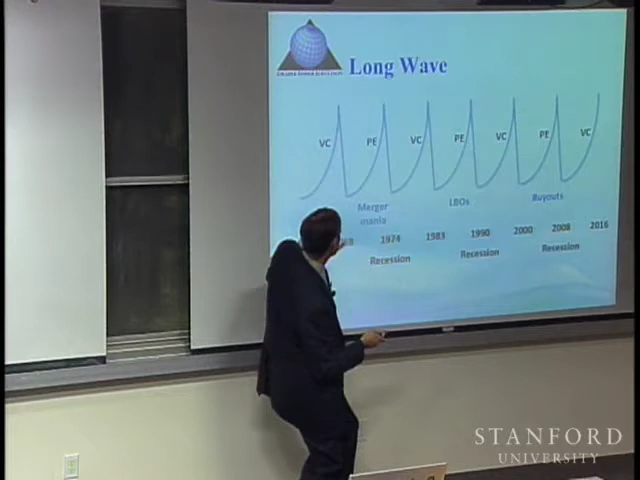 Long Wave
VC PE VC PE VC PE VC
Merger mania LBOs Buyouts
1974 1983 1990 2000 2008 2016
Recession Recession Recession
STANFORD
UNIVERSITY